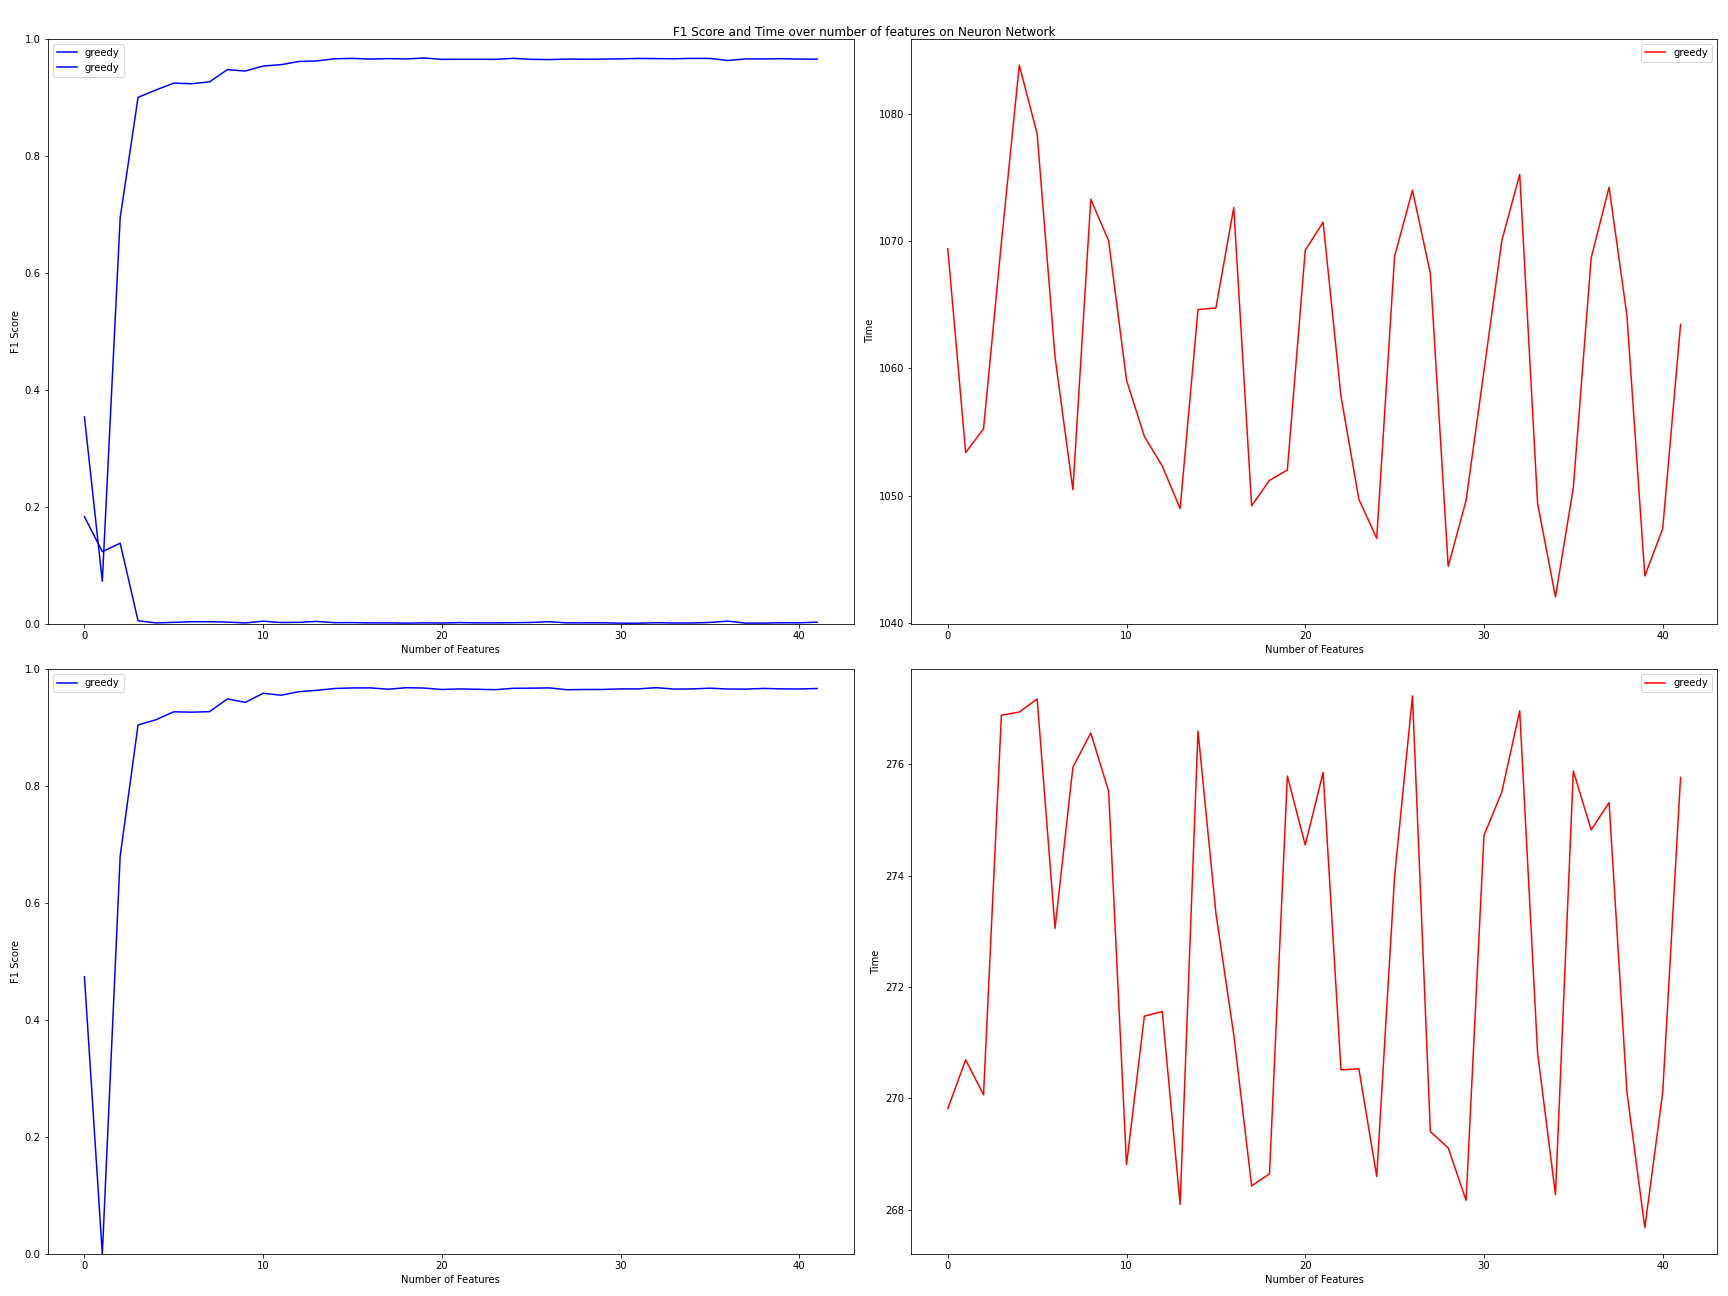 F1 Score and Time over number of features on Neuron Network
greedy
greedy
F1 Score
1.0
0.8
0.6
0.4
0.2
0.0
0 10 20 30 40
Number of Features
greedy
Time
1080
1070
1060
1050
1040
0 10 20 30 40
Number of Features
greedy
F1 Score
1.0
0.8
0.6
0.4
0.2
0.0
0 10 20 30 40
Number of Features
greedy
Time
276
274
272
270
268
0 10 20 30 40
Number of Features